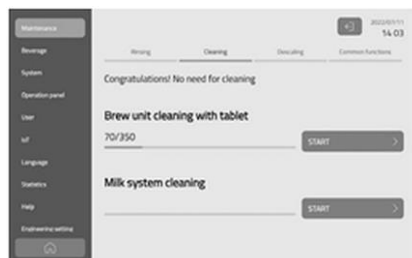 Maintenance
Beverage
System
Operation panel
User
IoT
Language
Statistics
Help
Engineering setting
2022/07/11
14 03
Rinsing
Cleaning
Descaling
Common functions
Congratulations! No need for cleaning
Brew unit cleaning with tablet
70/350
START
Milk system cleaning
START